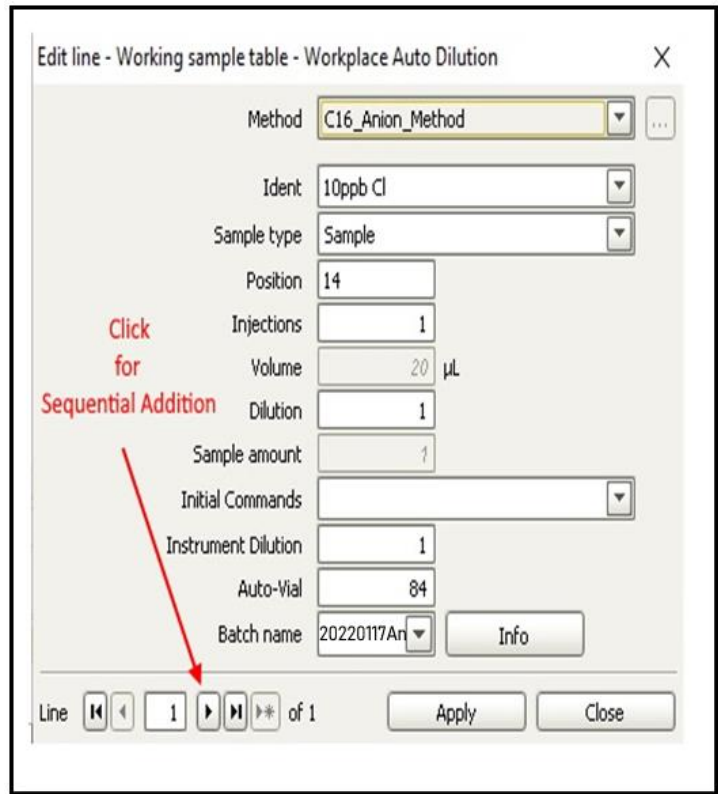 Edit line - Working sample table - Workplace Auto Dilution
Method C16_Anion_Method ...
Ident 10ppb Cl
Sample type Sample
Position 14
Injections 1
Volume 20 µL
Dilution 1
Sample amount 1
Initial Commands
Instrument Dilution 1
Auto-Vial 84
Batch name 20220117An Info
Click
for
Sequential Addition
Line 1 of 1 Apply Close